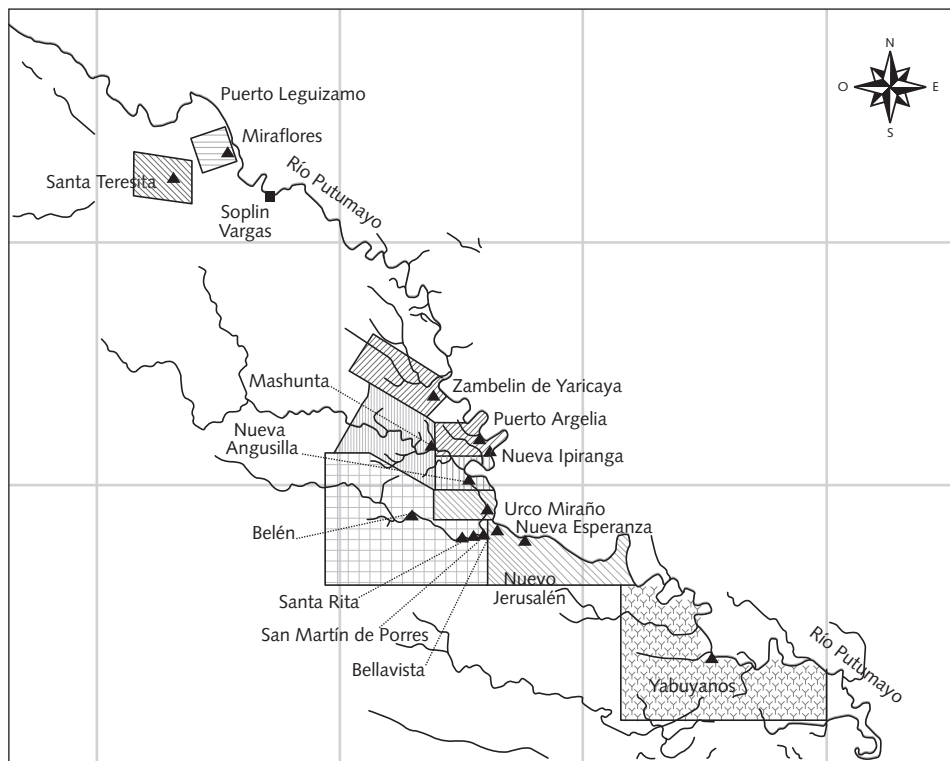 N
O
E
S
Puerto Leguizamo
Miraflores
Santa Teresita
Soplin
Vargas
Río Putumayo
Mashunta
Zambelin de Yaricaya
Nueva
Angusilla
Puerto Argelia
Nueva Ipiranga
Urco Miraño
Nueva Esperanza
Belén
Nuevo
Jerusalén
Santa Rita
San Martín de Porres
Bellavista
Yabuyanos
Río Putumayo